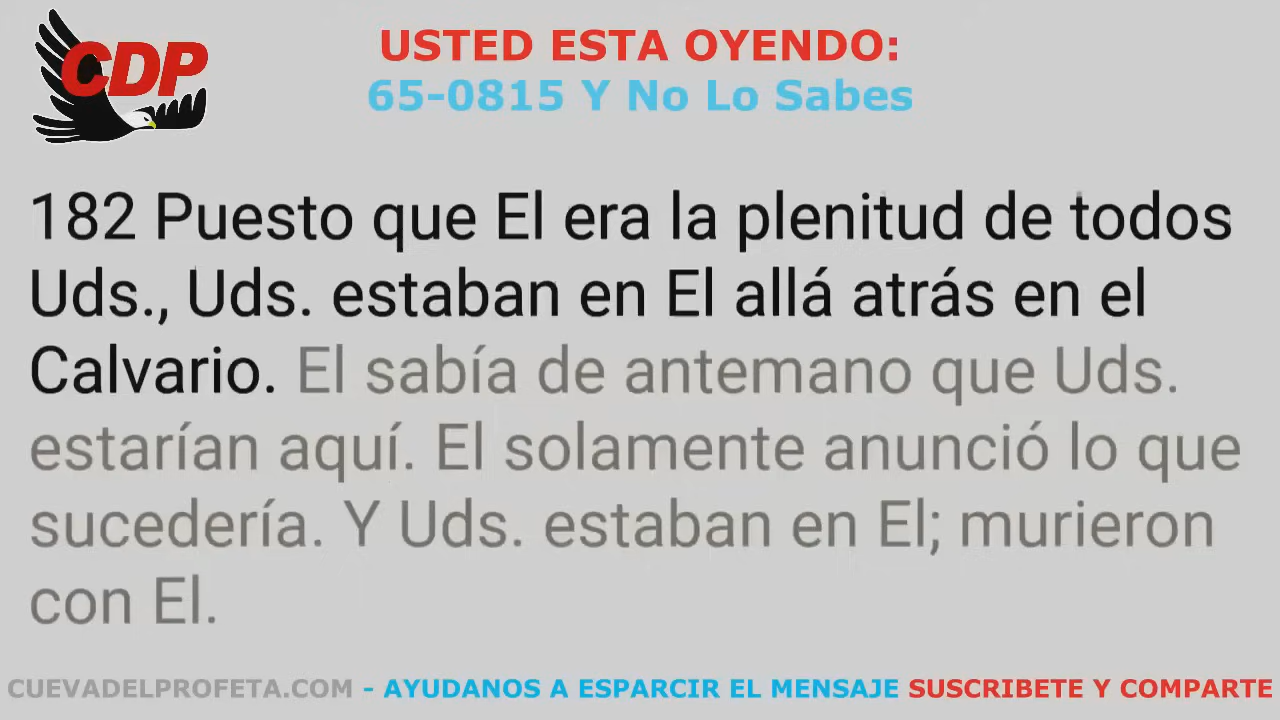 CDP
USTED ESTA OYENDO:
65-0815 Y No Lo Sabes
182 Puesto que El era la plenitud de todos
Uds., Uds. estaban en El allá atrás en el
Calvario. El sabía de antemano que Uds.
estarían aquí. El solamente anunció lo que
sucedería. Y Uds. estaban en El; murieron
con El.
CUEVADELPROFETA.COM - AYUDANOS A ESPARCIR EL MENSAJE SUSCRIBETE Y COMPARTE